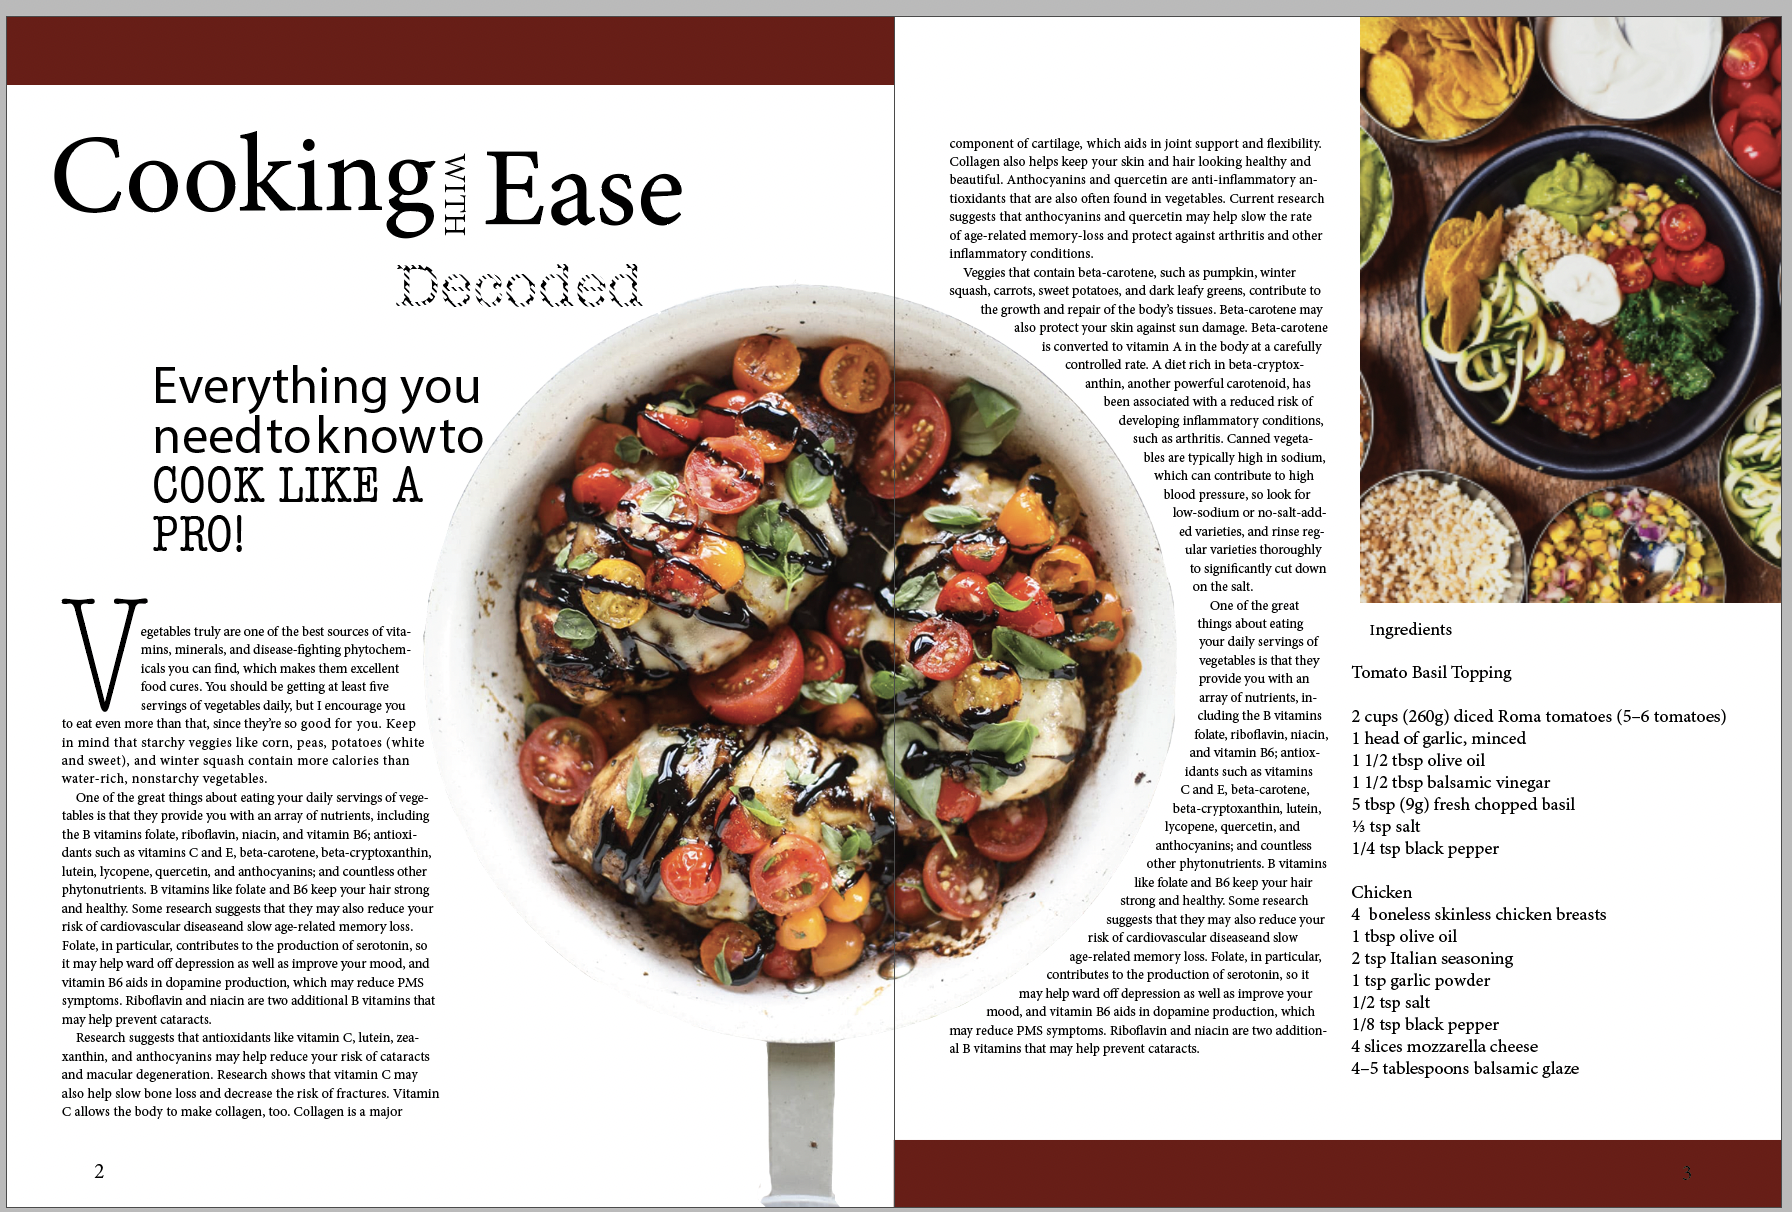 Cooking WITH Ease
Decoded
Everything you
need to know to
COOK LIKE A
PRO!
Vegetables truly are one of the best sources of vita-
mins, minerals, and disease-fighting phytochem-
icals you can find, which makes them excellent
food cures. You should be getting at least five
servings of vegetables daily, but I encourage you
to eat even more than that, since they're so good for you. Keep
in mind that starchy veggies like corn, peas, potatoes (white
and sweet), and winter squash contain more calories than
water-rich, nonstarchy vegetables.
One of the great things about eating your daily servings of vege-
tables is that they provide you with an array of nutrients, including
the B vitamins folate, riboflavin, niacin, and vitamin B6; antioxi-
dants such as vitamins C and E, beta-carotene, beta-cryptoxanthin,
lutein, lycopene, quercetin, and anthocyanins; and countless other
phytonutrients. B vitamins like folate and B6 keep your hair strong
and healthy. Some research suggests that they may also reduce your
risk of cardiovascular diseaseand slow age-related memory loss.
Folate, in particular, contributes to the production of serotonin, so
it may help ward off depression as well as improve your mood, and
vitamin B6 aids in dopamine production, which may reduce PMS
symptoms. Riboflavin and niacin are two additional B vitamins that
may help prevent cataracts.
Research suggests that antioxidants like vitamin C, lutein, zea-
xanthin, and anthocyanins may help reduce your risk of cataracts
and macular degeneration. Research shows that vitamin C may
also help slow bone loss and decrease the risk of fractures. Vitamin
C allows the body to make collagen, too. Collagen is a major
2
component of cartilage, which aids in joint support and flexibility.
Collagen also helps keep your skin and hair looking healthy and
beautiful. Anthocyanins and quercetin are anti-inflammatory an-
tioxidants that are also often found in vegetables. Current research
suggests that anthocyanins and quercetin may help slow the rate
of age-related memory-loss and protect against arthritis and other
inflammatory conditions.
Veggies that contain beta-carotene, such as pumpkin, winter
squash, carrots, sweet potatoes, and dark leafy greens, contribute to
the growth and repair of the body's tissues. Beta-carotene may
also protect your skin against sun damage. Beta-carotene
is converted to vitamin A in the body at a carefully
controlled rate. A diet rich in beta-cryptox-
anthin, another powerful carotenoid, has
been associated with a reduced risk of
developing inflammatory conditions,
such as arthritis. Canned vegeta-
bles are typically high in sodium,
which can contribute to high
blood pressure, so look for
low-sodium or no-salt-add-
ed varieties, and rinse reg-
ular varieties thoroughly
to significantly cut down
on the salt.
One of the great
things about eating
your daily servings of
vegetables is that they
provide you with an
array of nutrients, in-
cluding the B vitamins
folate, riboflavin, niacin,
and vitamin B6; antiox-
idants such as vitamins
C and E, beta-carotene,
beta-cryptoxanthin, lutein,
lycopene, quercetin, and
anthocyanins; and countless
other phytonutrients. B vitamins
like folate and B6 keep your hair
strong and healthy. Some research
suggests that they may also reduce your
risk of cardiovascular diseaseand slow
age-related memory loss. Folate, in particular,
contributes to the production of serotonin, so it
may help ward off depression as well as improve your
mood, and vitamin B6 aids in dopamine production, which
may reduce PMS symptoms. Riboflavin and niacin are two addition-
al B vitamins that may help prevent cataracts.
Ingredients
Tomato Basil Topping
2 cups (260g) diced Roma tomatoes (5–6 tomatoes)
1 head of garlic, minced
1 1/2 tbsp olive oil
1 1/2 tbsp balsamic vinegar
5 tbsp (9g) fresh chopped basil
⅓ tsp salt
1/4 tsp black pepper
Chicken
4 boneless skinless chicken breasts
1 tbsp olive oil
2 tsp Italian seasoning
1 tsp garlic powder
1/2 tsp salt
1/8 tsp black pepper
4 slices mozzarella cheese
4–5 tablespoons balsamic glaze
3